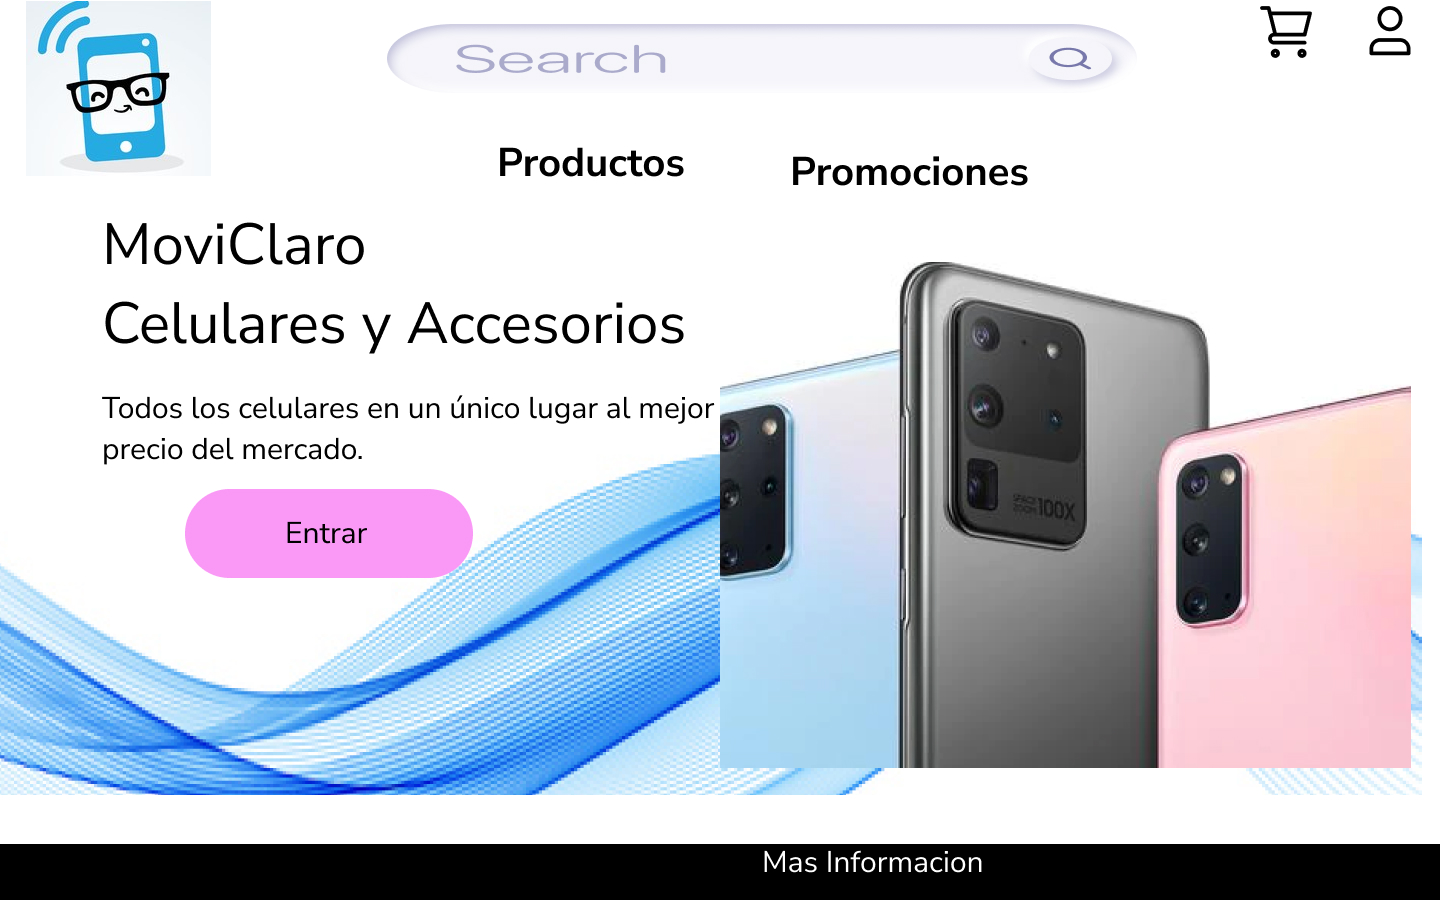 Search
Productos
Promociones
MoviClaro
Celulares y Accesorios
Todos los celulares en un único lugar al mejor
precio del mercado.
Entrar
SPACE
ZOOM 100X
Mas Informacion